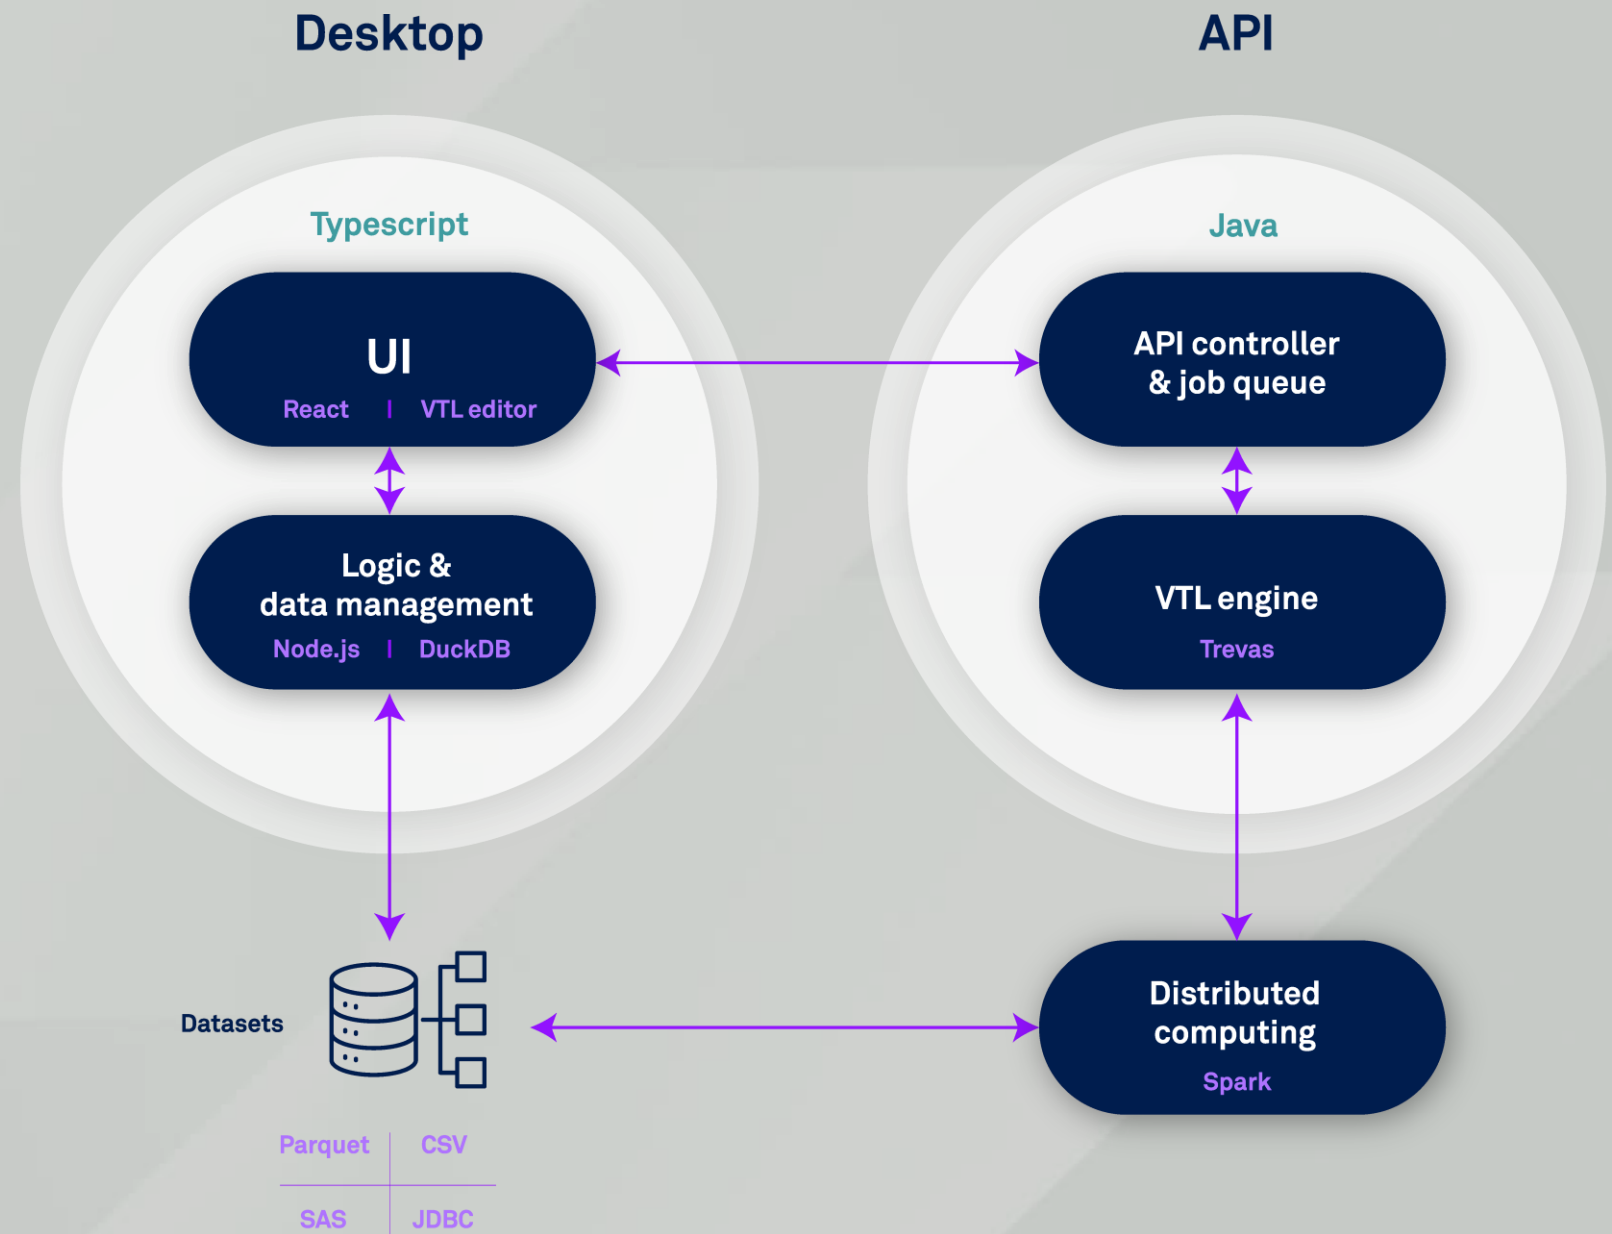 Desktop
API
Typescript
Java
UI
React | VTL editor
API controller
& job queue
Logic &
data management
Node.js | DuckDB
VTL engine
Trevas
Datasets
Distributed
computing
Spark
Parquet
CSV
SAS
JDBC